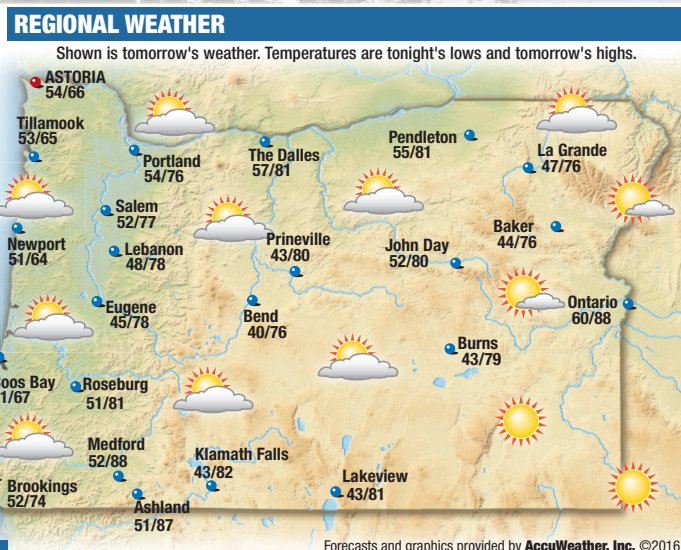 REGIONAL WEATHER
Shown is tomorrow's weather. Temperatures are tonight's lows and tomorrow's highs.
ASTORIA
54/66
Tillamook
53/65
Portland
54/76
The Dalles
57/81
Pendleton
55/81
La Grande
47/76
Salem
52/77
Newport
51/64
Lebanon
48/78
Prineville
43/80
John Day
52/80
Baker
44/76
Eugene
45/78
Bend
40/76
Ontario
60/88
Burns
43/79
oos Bay
1/67
Roseburg
51/81
Medford
52/88
Klamath Falls
43/82
Lakeview
43/81
Brookings
52/74
Ashland
51/87
Forecasts and graphics provided by AccuWeather, Inc. ©2016